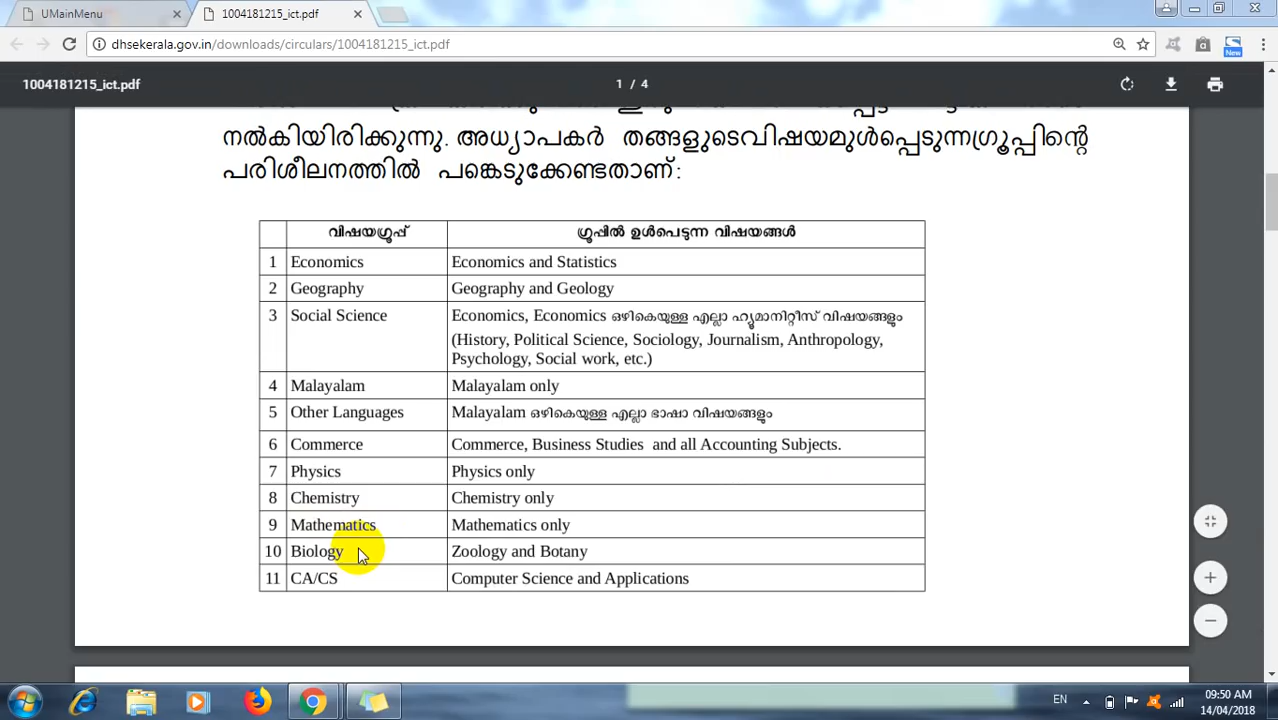 UMainMenu
1004181215_ict.pdf
dhsekerala.gov.in/downloads/circulars/1004181215_ict.pdf
New
1004181215_ict.pdf
1 / 4
നൽകിയിരിക്കുന്നു. അധ്യാപകർ തങ്ങളുടെവിഷയമുൾപ്പെടുന്നഗ്രൂപ്പിന്റെ
പരിശീലനത്തിൽ പങ്കെടുക്കേണ്ടതാണ്:
വിഷയഗ്രൂപ്പ് ഗ്രൂപ്പിൽ ഉൾപെടുന്ന വിഷയങ്ങൾ
1 Economics Economics and Statistics
2 Geography Geography and Geology
3 Social Science Economics, Economics ഒഴികെയുള്ള എല്ലാ ഹ്യൂമാനിറ്റീസ് വിഷയങ്ങളും
(History, Political Science, Sociology, Journalism, Anthropology,
Psychology, Social work, etc.)
4 Malayalam Malayalam only
5 Other Languages Malayalam ഒഴികെയുള്ള എല്ലാ ഭാഷാ വിഷയങ്ങളും
6 Commerce Commerce, Business Studies and all Accounting Subjects.
7 Physics Physics only
8 Chemistry Chemistry only
9 Mathematics Mathematics only
10 Biology Zoology and Botany
11 CA/CS Computer Science and Applications
EN
09:50 AM
14/04/2018